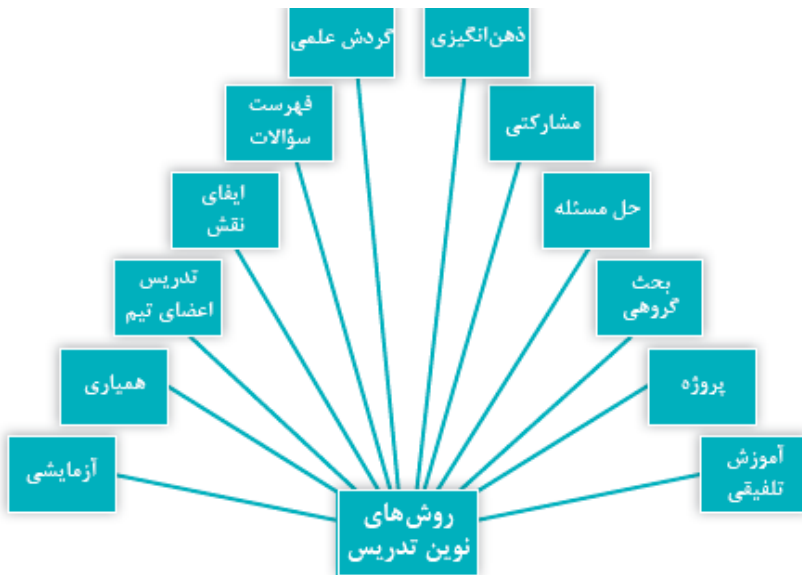 ذهن‌انگیزی
گردش علمی
مشارکتی
فهرست
سؤالات
حل مسئله
ایفای
نقش
بحث
گروهی
تدریس
اعضای تیم
پروژه
همیاری
آموزش
تلفیقی
آزمایشی
روش‌های
نوین تدریس